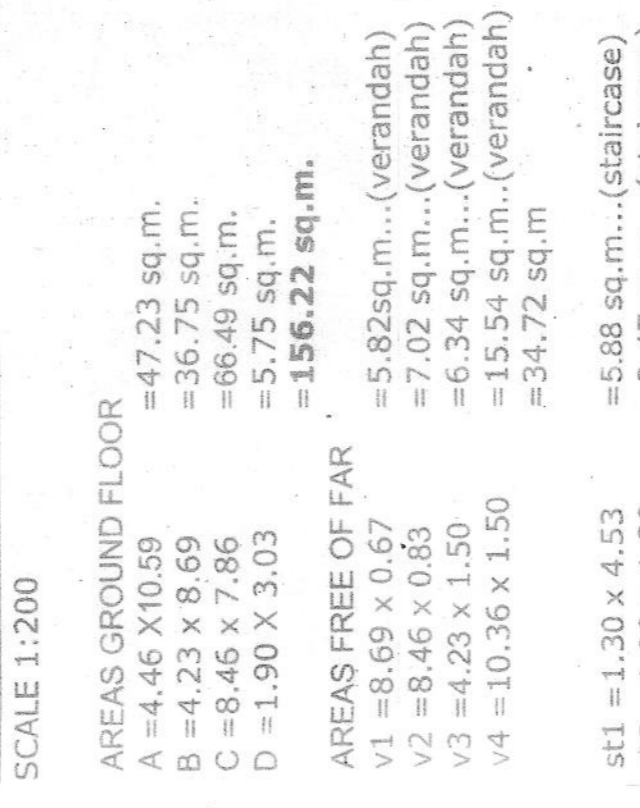 SCALE 1:200
AREAS GROUND FLOOR
A =4.46 X10.59 =47.23 sq.m.
B =4.23 x 8.69 =36.75 sq.m.
C =8.46 x 7.86 =66.49 sq.m.
D =1.90 X 3.03 =5.75 sq.m.
=156.22 sq.m.
AREAS FREE OF FAR
v1 =8.69 x 0.67 =5.82sq.m...(verandah)
v2 =8.46 x 0.83 =7.02 sq.m...(verandah)
v3 =4.23 x 1.50 =6.34 sq.m...(verandah)
v4 =10.36 x 1.50 =15.54 sq.m..(verandah)
=34.72 sq.m
st1 =1.30 x 4.53 =5.88 sq.m...(staircase)